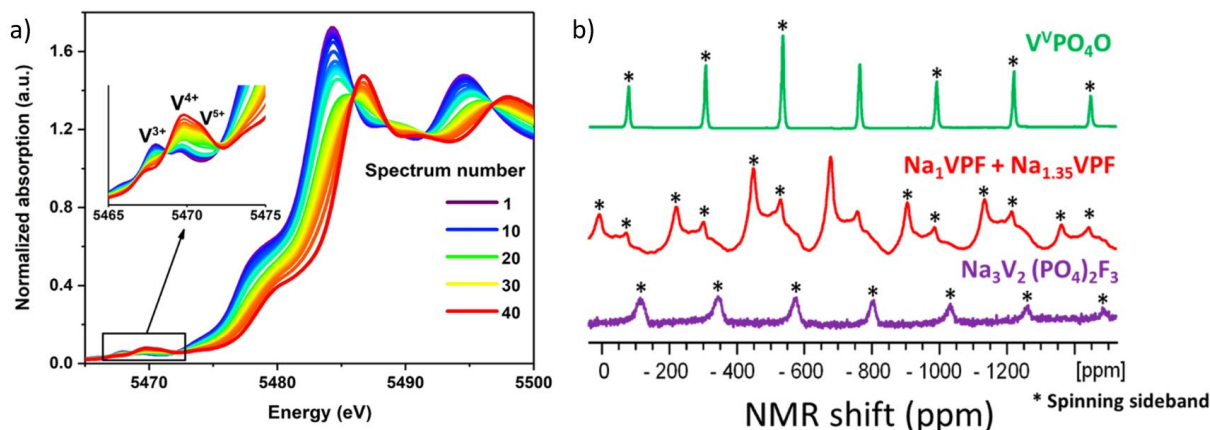 a)
1.6
1.2
0.8
0.4
0.0
Normalized absorption (a.u.)
V3+
V4+
V5+
5465 5470 5475
Spectrum number
1
10
20
30
40
5470 5480 5490 5500
Energy (eV)
b)
VVPO4O
* * * * * *
Na1VPF + Na1.35VPF
* * * * * * * * * * * *
Na3V2 (PO4)2F3
* * * * * * *
0 - 200 - 400 - 600 - 800 - 1000 - 1200 [ppm]
NMR shift (ppm)
* Spinning sideband